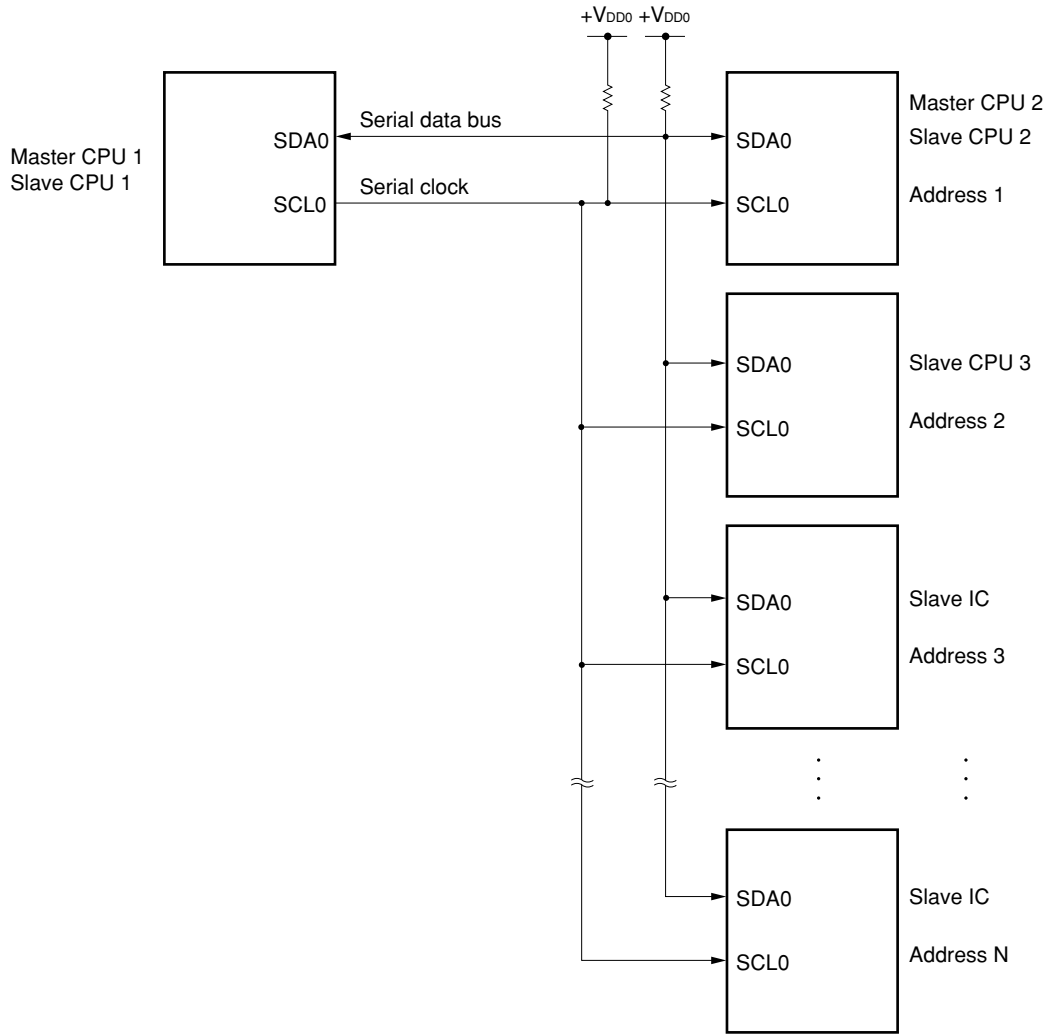 +VDD0 +VDD0
Master CPU 1
Slave CPU 1
SDA0
SCL0
Serial data bus
Serial clock
SDA0
SCL0
Master CPU 2
Slave CPU 2
Address 1
SDA0
SCL0
Slave CPU 3
Address 2
SDA0
SCL0
Slave IC
Address 3
SDA0
SCL0
Slave IC
Address N